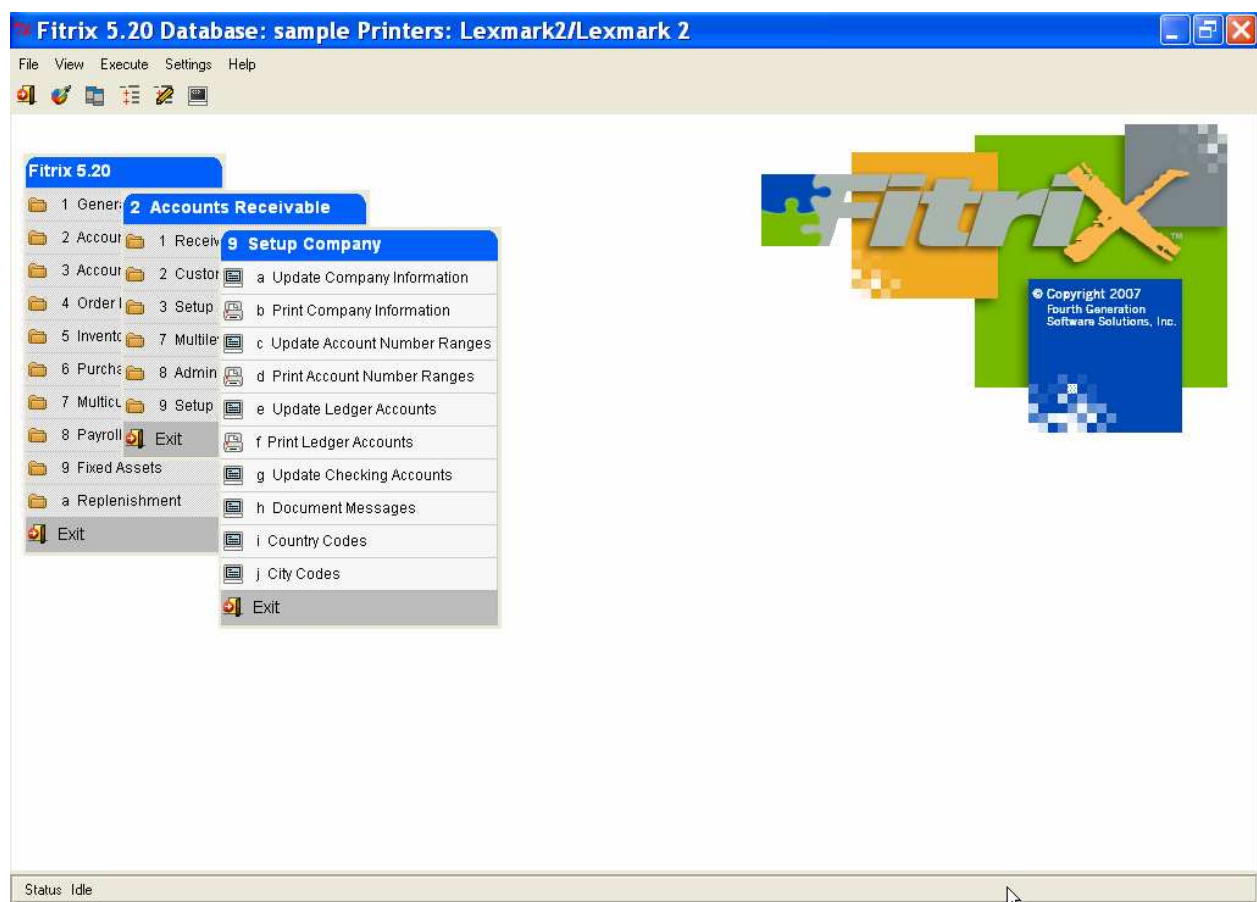 Fitrix 5.20 Database: sample Printers: Lexmark2/Lexmark 2
File View Execute Settings Help
Fitrix 5.20
1 Gener
2 Accour
3 Accour
4 Order
5 Invento
6 Purcha
7 Multicu
8 Payroll
9 Fixed Assets
a Replenishment
Exit
2 Accounts Receivable
1 Receiv
2 Custor
3 Setup
7 Multile
8 Admin
9 Setup
Exit
9 Setup Company
a Update Company Information
b Print Company Information
c Update Account Number Ranges
d Print Account Number Ranges
e Update Ledger Accounts
f Print Ledger Accounts
g Update Checking Accounts
h Document Messages
i Country Codes
j City Codes
Exit
Fitrix™
© Copyright 2007
Fourth Generation
Software Solutions, Inc.
Status Idle